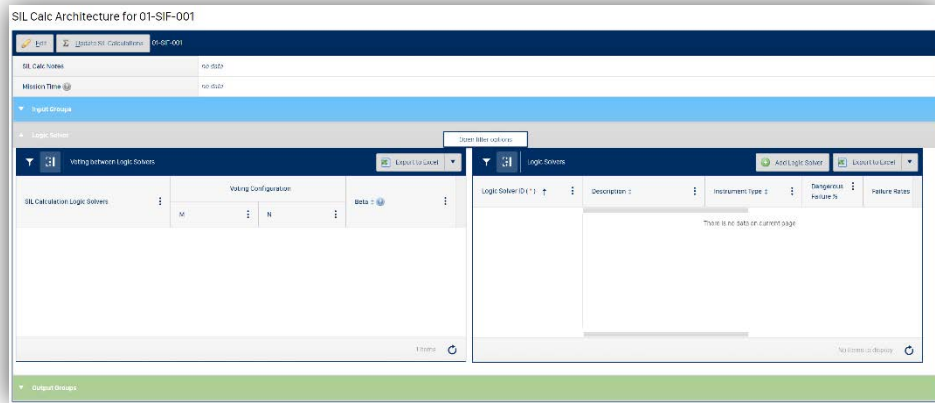 SIL Calc Architecture for 01-SIF-001
Edit Σ Update SIL Calculations 01-SIF-001
SIL Calc Notes no data
Mission Time no data
Input Groups
Logic Solver
Open filter options
Voting between Logic Solvers Export to Excel
SIL Calculation Logic Solvers Voting Configuration Beta
M N
1 items
Logic Solvers Add Logic Solver Export to Excel
Logic Solver ID ( * ) Description Instrument Type Dangerous Failure % Failure Rates
There is no data on current page
No items to display
Output Groups